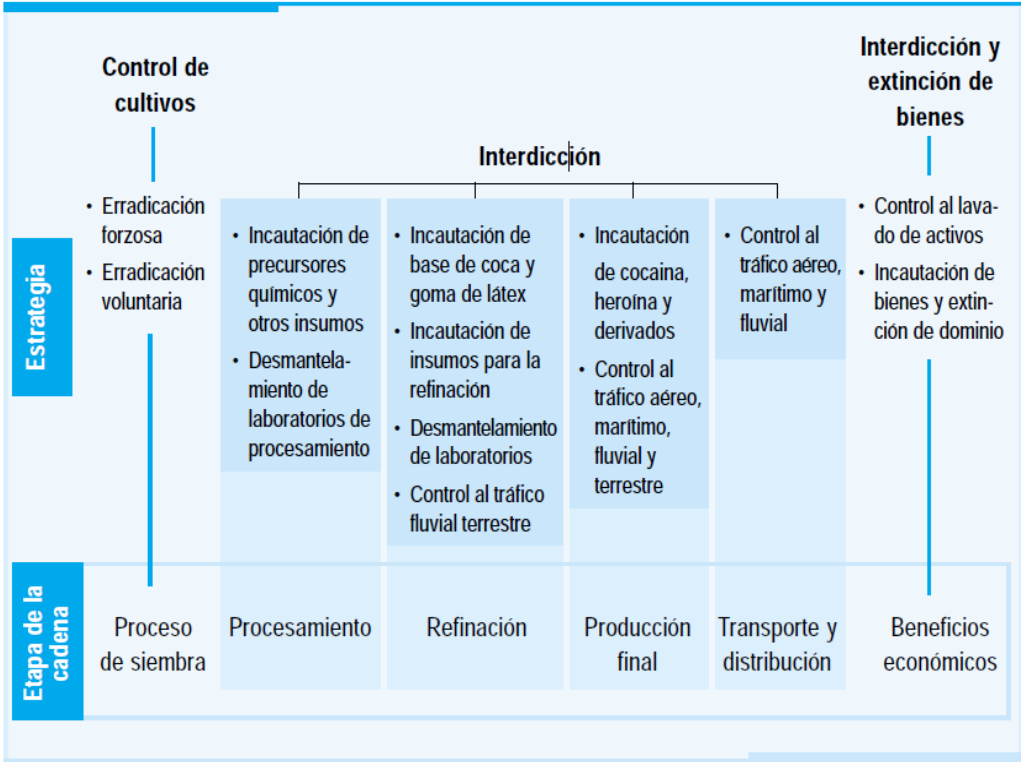 Control de
cultivos
Interdicción y
extinción de
bienes
Interdicción
Estrategia
• Erradicación
forzosa
• Erradicación
voluntaria
• Incautación de
precursores
químicos y
otros insumos
• Desmantela-
miento de
laboratorios de
procesamiento
• Incautación de
base de coca y
goma de látex
• Incautación de
insumos para la
refinación
• Desmantelamiento
de laboratorios
• Control al tráfico
fluvial terrestre
• Incautación
de cocaina,
heroína y
derivados
• Control al
tráfico aéreo,
marítimo,
fluvial y
terrestre
• Control al
tráfico aéreo,
marítimo y
fluvial
• Control al lava-
do de activos
• Incautación de
bienes y extin-
ción de dominio
Etapa de la
cadena
Proceso
de siembra
Procesamiento
Refinación
Producción
final
Transporte y
distribución
Beneficios
económicos